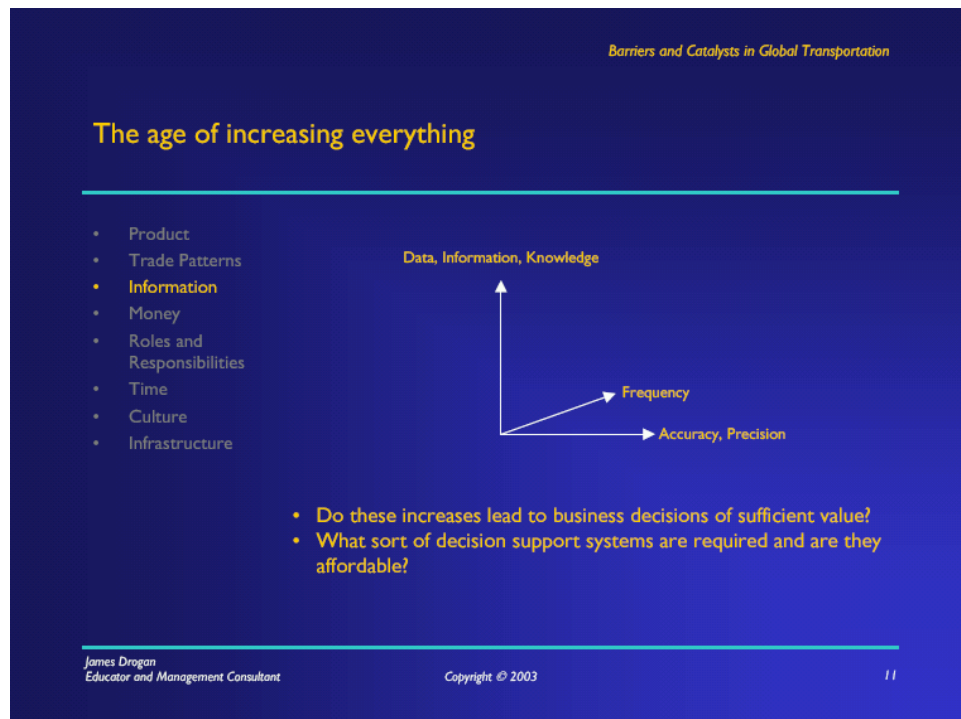 Barriers and Catalysts in Global Transportation
The age of increasing everything
• Product
• Trade Patterns
• Information
• Money
• Roles and
Responsibilities
• Time
• Culture
• Infrastructure
Data, Information, Knowledge
Frequency
Accuracy, Precision
• Do these increases lead to business decisions of sufficient value?
• What sort of decision support systems are required and are they
affordable?
James Drogan
Educator and Management Consultant
Copyright © 2003
11